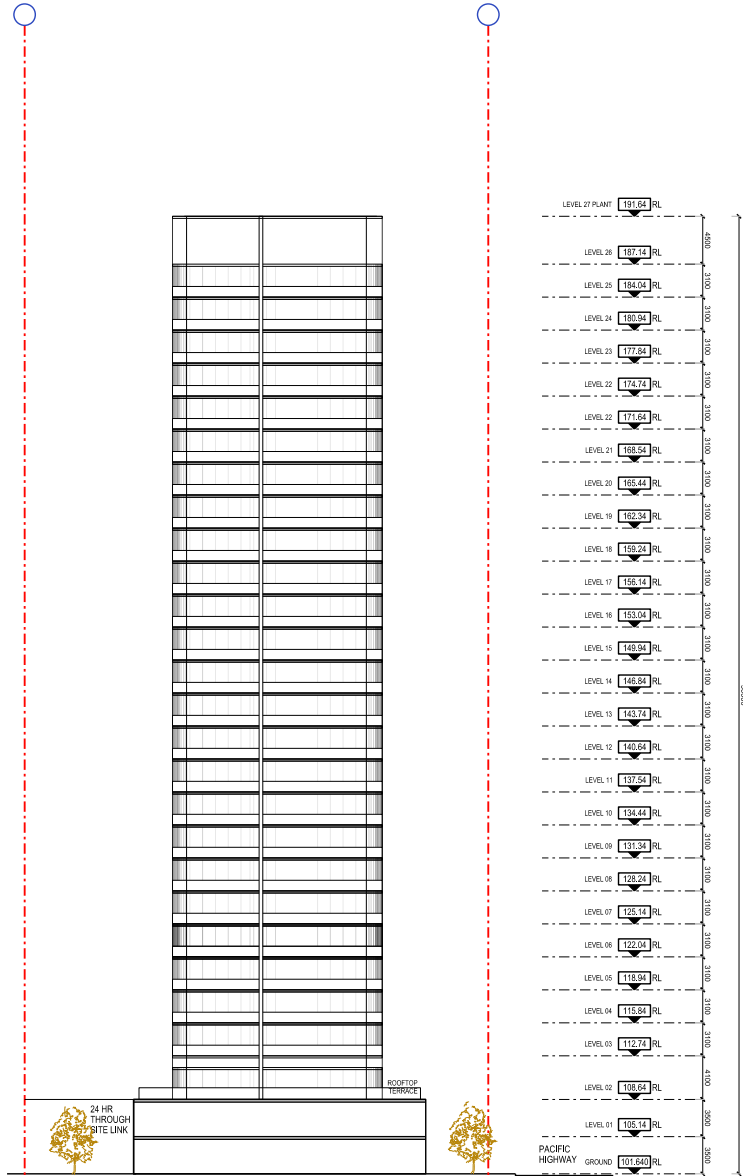 LEVEL 27 PLANT 191.64 RL
4500
LEVEL 26 187.14 RL
3100
LEVEL 25 184.04 RL
3100
LEVEL 24 180.94 RL
3100
LEVEL 23 177.84 RL
3100
LEVEL 22 174.74 RL
3100
LEVEL 22 171.64 RL
3100
LEVEL 21 168.54 RL
3100
LEVEL 20 165.44 RL
3100
LEVEL 19 162.34 RL
3100
LEVEL 18 159.24 RL
3100
LEVEL 17 156.14 RL
3100
LEVEL 16 153.04 RL
3100
LEVEL 15 149.94 RL
3100
LEVEL 14 146.84 RL
3100
LEVEL 13 143.74 RL
3100
LEVEL 12 140.64 RL
3100
LEVEL 11 137.54 RL
3100
LEVEL 10 134.44 RL
3100
LEVEL 09 131.34 RL
3100
LEVEL 08 128.24 RL
3100
LEVEL 07 125.14 RL
3100
LEVEL 06 122.04 RL
3100
LEVEL 05 118.94 RL
3100
LEVEL 04 115.84 RL
3100
LEVEL 03 112.74 RL
4100
LEVEL 02 108.64 RL
3500
LEVEL 01 105.14 RL
3500
GROUND 101.640 RL
ROOFTOP
TERRACE
24 HR
THROUGH
SITE LINK
PACIFIC
HIGHWAY